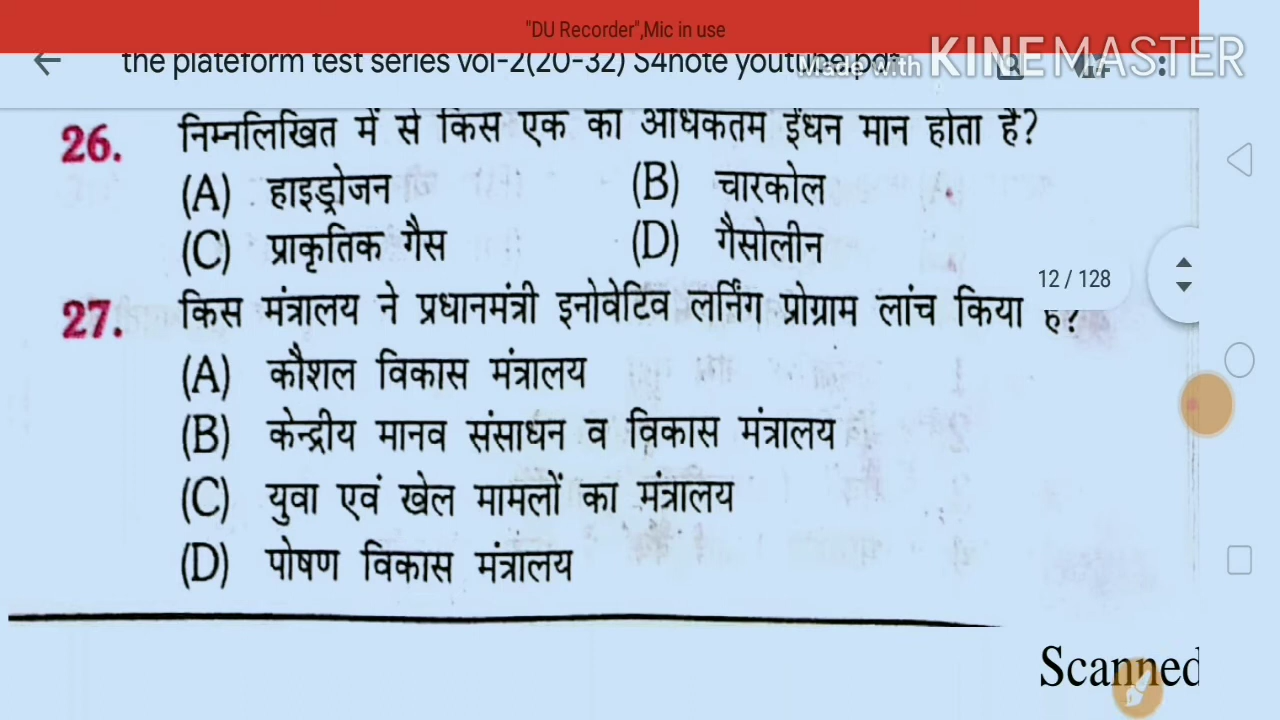 "DU Recorder",Mic in use
the plateform test series vol-2(20-32) S4note youtube.pdf
Made with KINEMASTER
26. निम्नलिखित में से किस एक का अधिकतम ईंधन मान होता है?
(A) हाइड्रोजन (B) चारकोल
(C) प्राकृतिक गैस (D) गैसोलीन
12 / 128
27. किस मंत्रालय ने प्रधानमंत्री इनोवेटिव लर्निंग प्रोग्राम लांच किया है?
(A) कौशल विकास मंत्रालय
(B) केन्द्रीय मानव संसाधन व विकास मंत्रालय
(C) युवा एवं खेल मामलों का मंत्रालय
(D) पोषण विकास मंत्रालय
Scanned